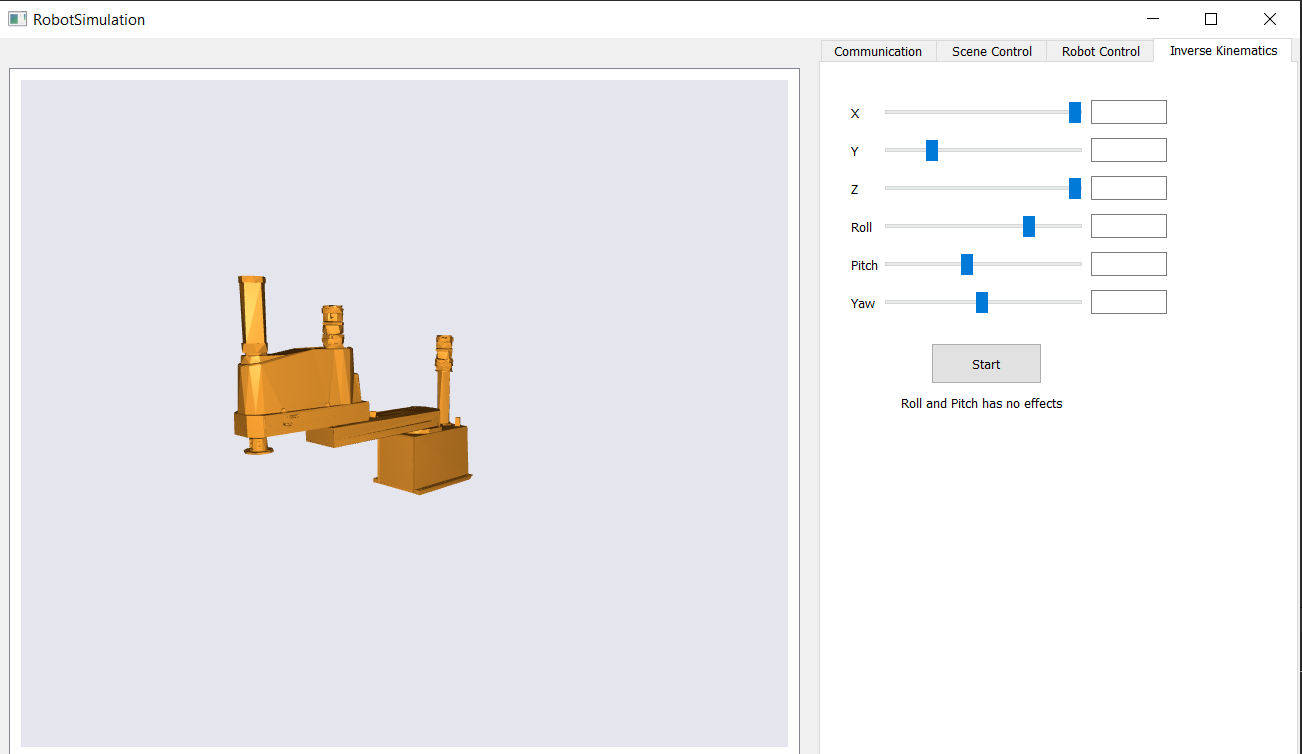 RobotSimulation
Communication
Scene Control
Robot Control
Inverse Kinematics
X
Y
Z
Roll
Pitch
Yaw
Start
Roll and Pitch has no effects